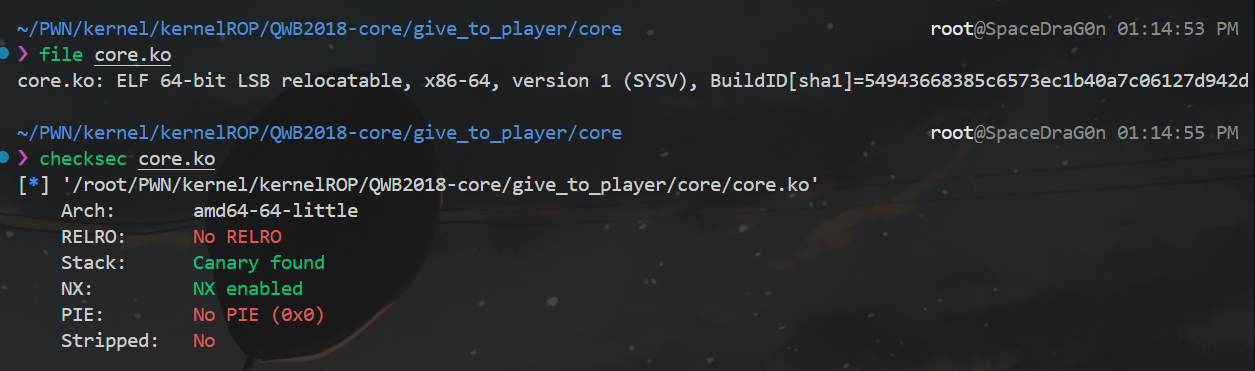 ~/PWN/kernel/kernelROP/QWB2018-core/give_to_player/core root@SpaceDraG0n 01:14:53 PM
❯ file core.ko
core.ko: ELF 64-bit LSB relocatable, x86-64, version 1 (SYSV), BuildID[sha1]=54943668385c6573ec1b40a7c06127d942d
~/PWN/kernel/kernelROP/QWB2018-core/give_to_player/core root@SpaceDraG0n 01:14:55 PM
❯ checksec core.ko
[*] '/root/PWN/kernel/kernelROP/QWB2018-core/give_to_player/core/core.ko'
Arch: amd64-64-little
RELRO: No RELRO
Stack: Canary found
NX: NX enabled
PIE: No PIE (0x0)
Stripped: No